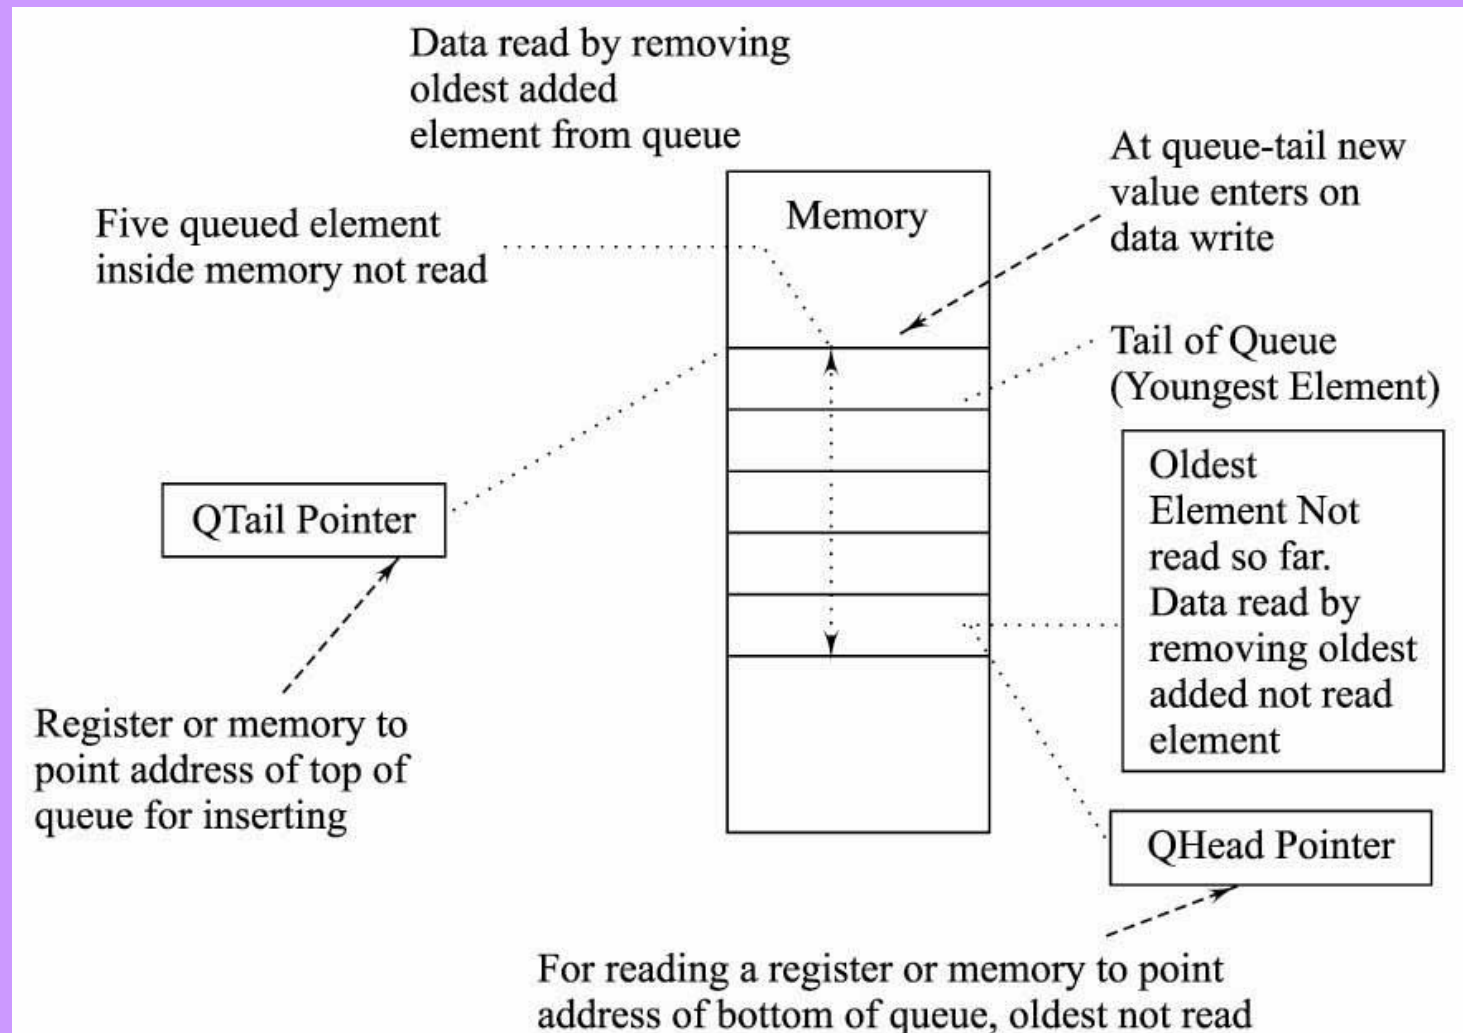 Data read by removing
oldest added
element from queue
At queue-tail new
value enters on
data write
Memory
Five queued element
inside memory not read
Tail of Queue
(Youngest Element)
Oldest
Element Not
read so far.
Data read by
removing oldest
added not read
element
QTail Pointer
Register or memory to
point address of top of
queue for inserting
QHead Pointer
For reading a register or memory to point
address of bottom of queue, oldest not read